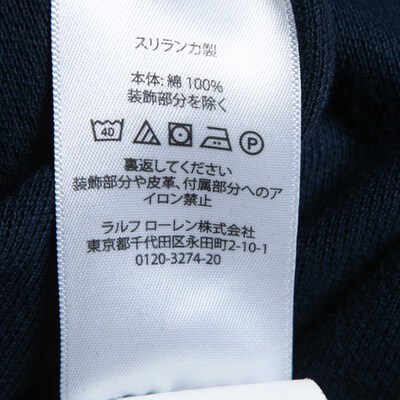 スリランカ製
本体: 綿 100%
装飾部分を除く
40 P
裏返してください
装飾部分や皮革、付属部分へのア
イロン禁止
ラルフ ローレン株式会社
東京都千代田区永田町2-10-1
0120-3274-20